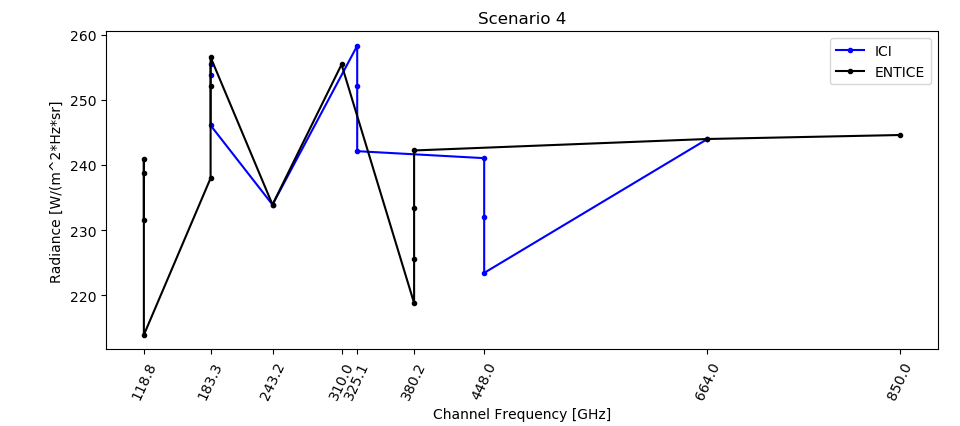 Scenario 4
260
250
240
230
220
Radiance [W/(m^2*Hz*sr]
ICI
ENTICE
118.8
183.3
243.2
310.0
325.1
380.2
448.0
664.0
850.0
Channel Frequency [GHz]